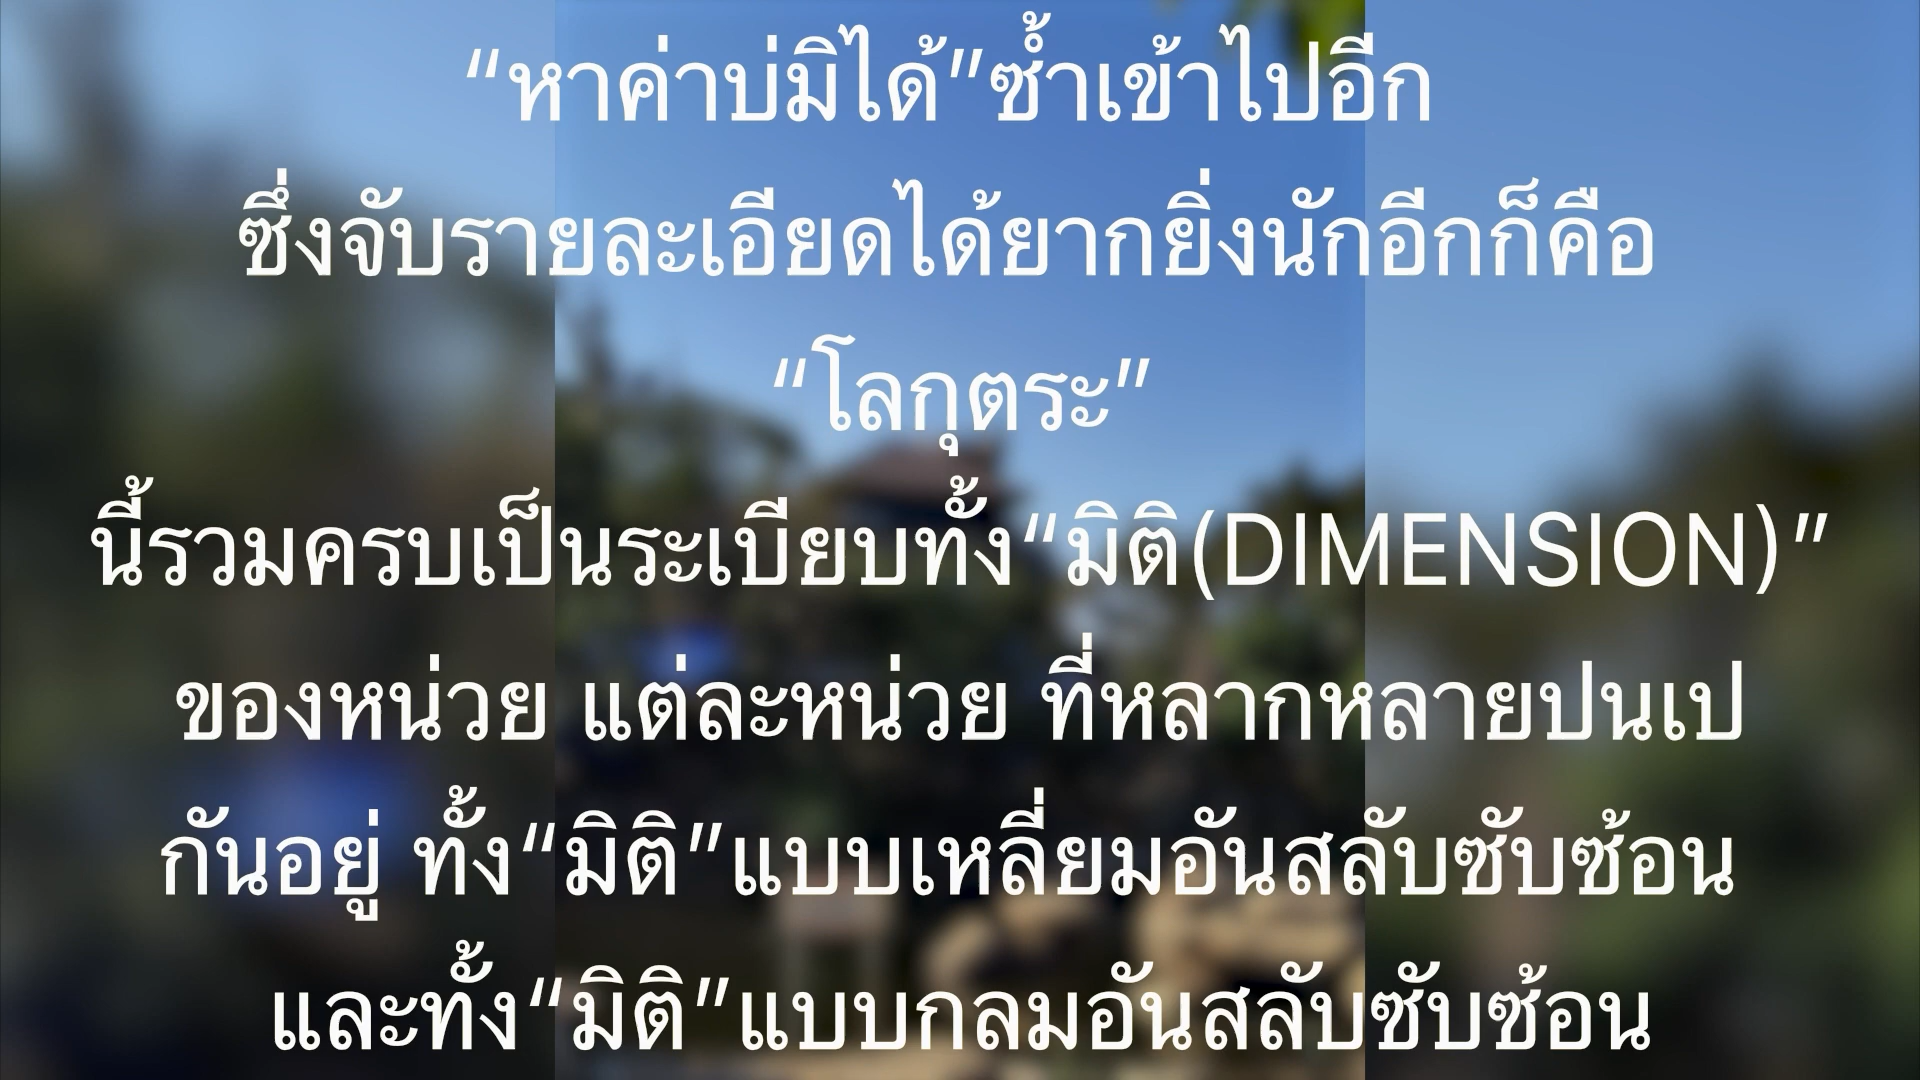 “หาค่าบ่มิได้”ซ้ำเข้าไปอีก
ซึ่งจับรายละเอียดได้ยากยิ่งนักอีกก็คือ
“โลกุตระ”
นี้รวมครบเป็นระเบียบทั้ง“มิติ(DIMENSION)”
ของหน่วย แต่ละหน่วย ที่หลากหลายปนเป
กันอยู่ ทั้ง“มิติ”แบบเหลี่ยมอันสลับซับซ้อน
และทั้ง“มิติ”แบบกลมอันสลับซับซ้อน